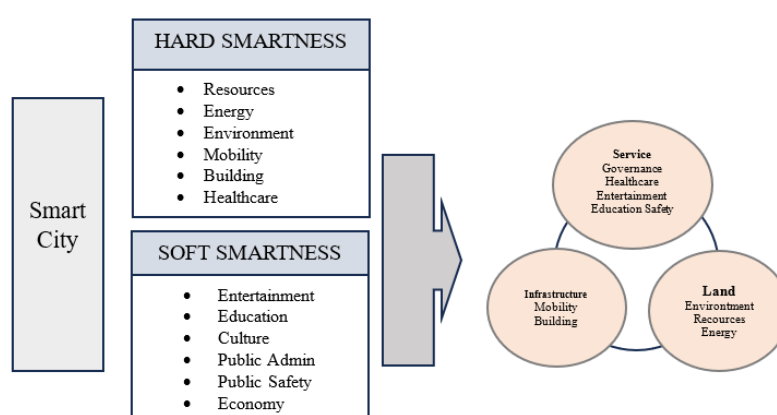 Smart
City
HARD SMARTNESS
• Resources
• Energy
• Environment
• Mobility
• Building
• Healthcare
SOFT SMARTNESS
• Entertainment
• Education
• Culture
• Public Admin
• Public Safety
• Economy
Service
Governance
Healthcare
Entertainment
Education Safety
Infrastructure
Mobility
Building
Land
Environtment
Recources
Energy